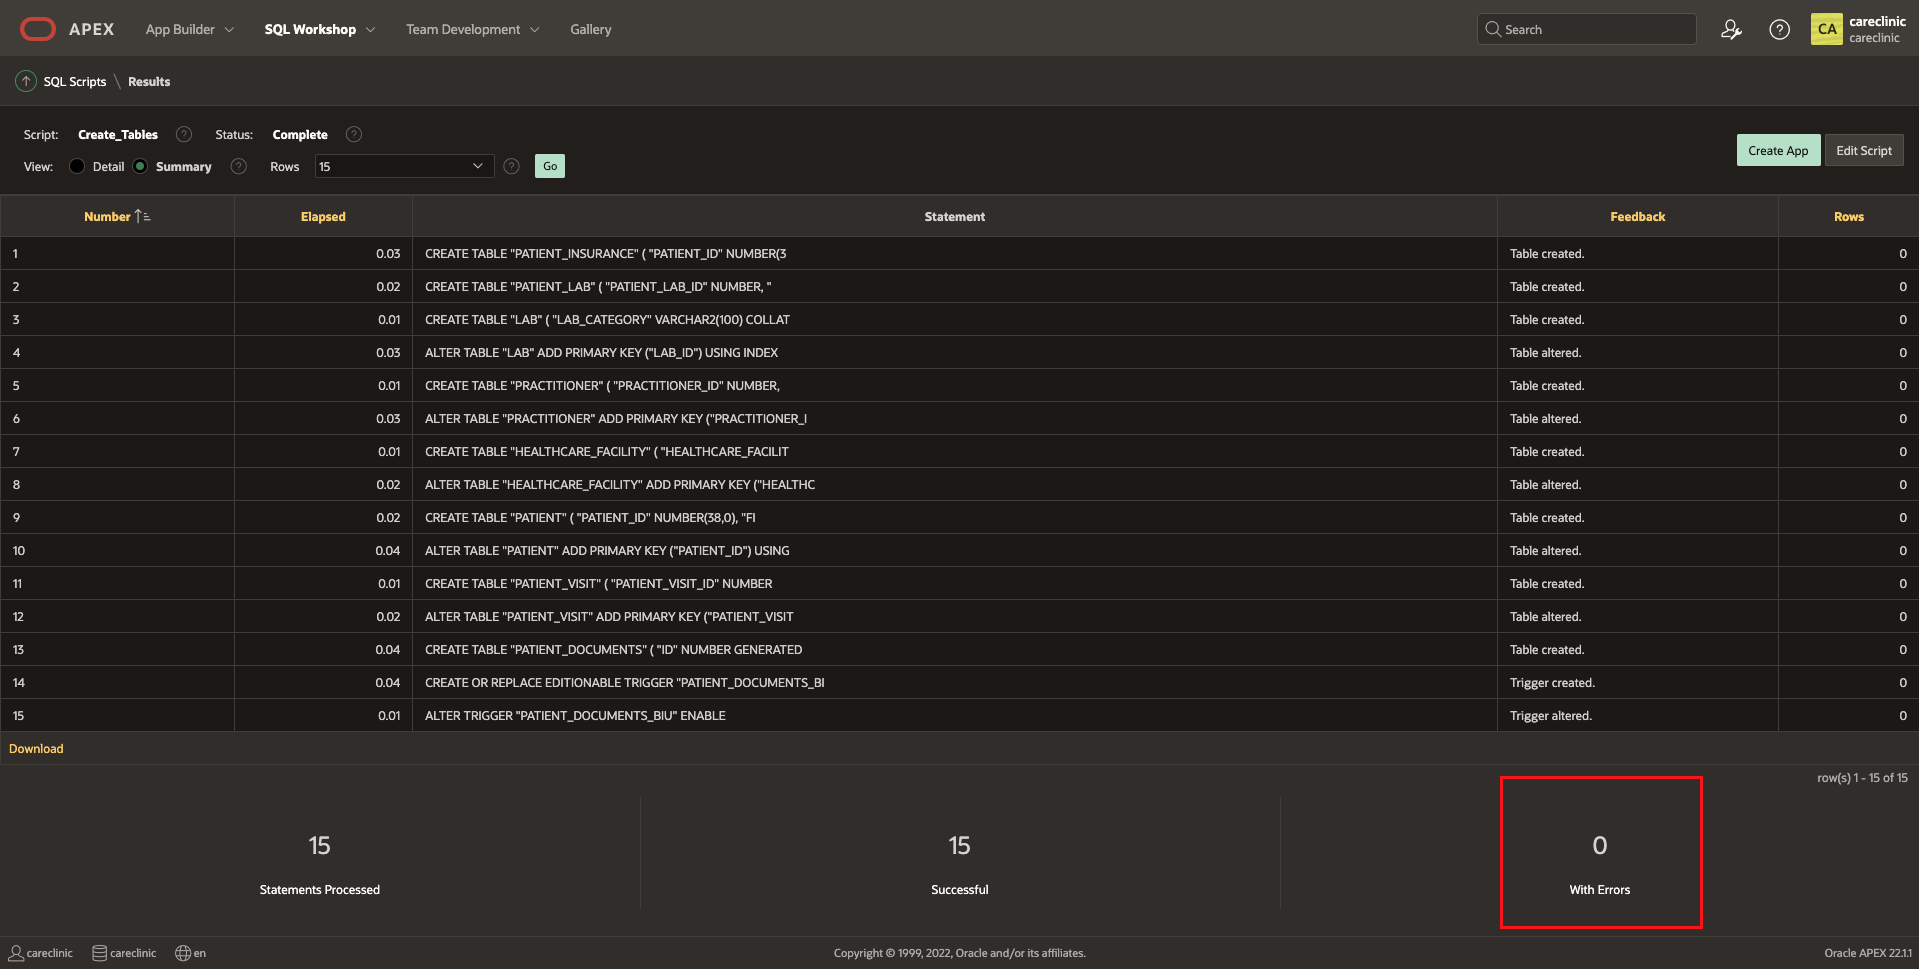 APEX App Builder SQL Workshop Team Development Gallery Search CA careclinic
careclinic
SQL Scripts \ Results
Script: Create_Tables Status: Complete
View: Detail Summary Rows 15 Go
Create App Edit Script
Number Elapsed Statement Feedback Rows
1 0.03 CREATE TABLE "PATIENT_INSURANCE" ( "PATIENT_ID" NUMBER(3 Table created. 0
2 0.02 CREATE TABLE "PATIENT_LAB" ( "PATIENT_LAB_ID" NUMBER, " Table created. 0
3 0.01 CREATE TABLE "LAB" ( "LAB_CATEGORY" VARCHAR2(100) COLLAT Table created. 0
4 0.03 ALTER TABLE "LAB" ADD PRIMARY KEY ("LAB_ID") USING INDEX Table altered. 0
5 0.01 CREATE TABLE "PRACTITIONER" ( "PRACTITIONER_ID" NUMBER, Table created. 0
6 0.03 ALTER TABLE "PRACTITIONER" ADD PRIMARY KEY ("PRACTITIONER_I Table altered. 0
7 0.01 CREATE TABLE "HEALTHCARE_FACILITY" ( "HEALTHCARE_FACILIT Table created. 0
8 0.02 ALTER TABLE "HEALTHCARE_FACILITY" ADD PRIMARY KEY ("HEALTHC Table altered. 0
9 0.02 CREATE TABLE "PATIENT" ( "PATIENT_ID" NUMBER(38,0), "FI Table created. 0
10 0.04 ALTER TABLE "PATIENT" ADD PRIMARY KEY ("PATIENT_ID") USING Table altered. 0
11 0.01 CREATE TABLE "PATIENT_VISIT" ( "PATIENT_VISIT_ID" NUMBER Table created. 0
12 0.02 ALTER TABLE "PATIENT_VISIT" ADD PRIMARY KEY ("PATIENT_VISIT Table altered. 0
13 0.04 CREATE TABLE "PATIENT_DOCUMENTS" ( "ID" NUMBER GENERATED Table created. 0
14 0.04 CREATE OR REPLACE EDITIONABLE TRIGGER "PATIENT_DOCUMENTS_BI Trigger created. 0
15 0.01 ALTER TRIGGER "PATIENT_DOCUMENTS_BIU" ENABLE Trigger altered. 0
Download
row(s) 1 - 15 of 15
15 15 0
Statements Processed Successful With Errors
careclinic careclinic en Copyright © 1999, 2022, Oracle and/or its affiliates. Oracle APEX 22.1.1